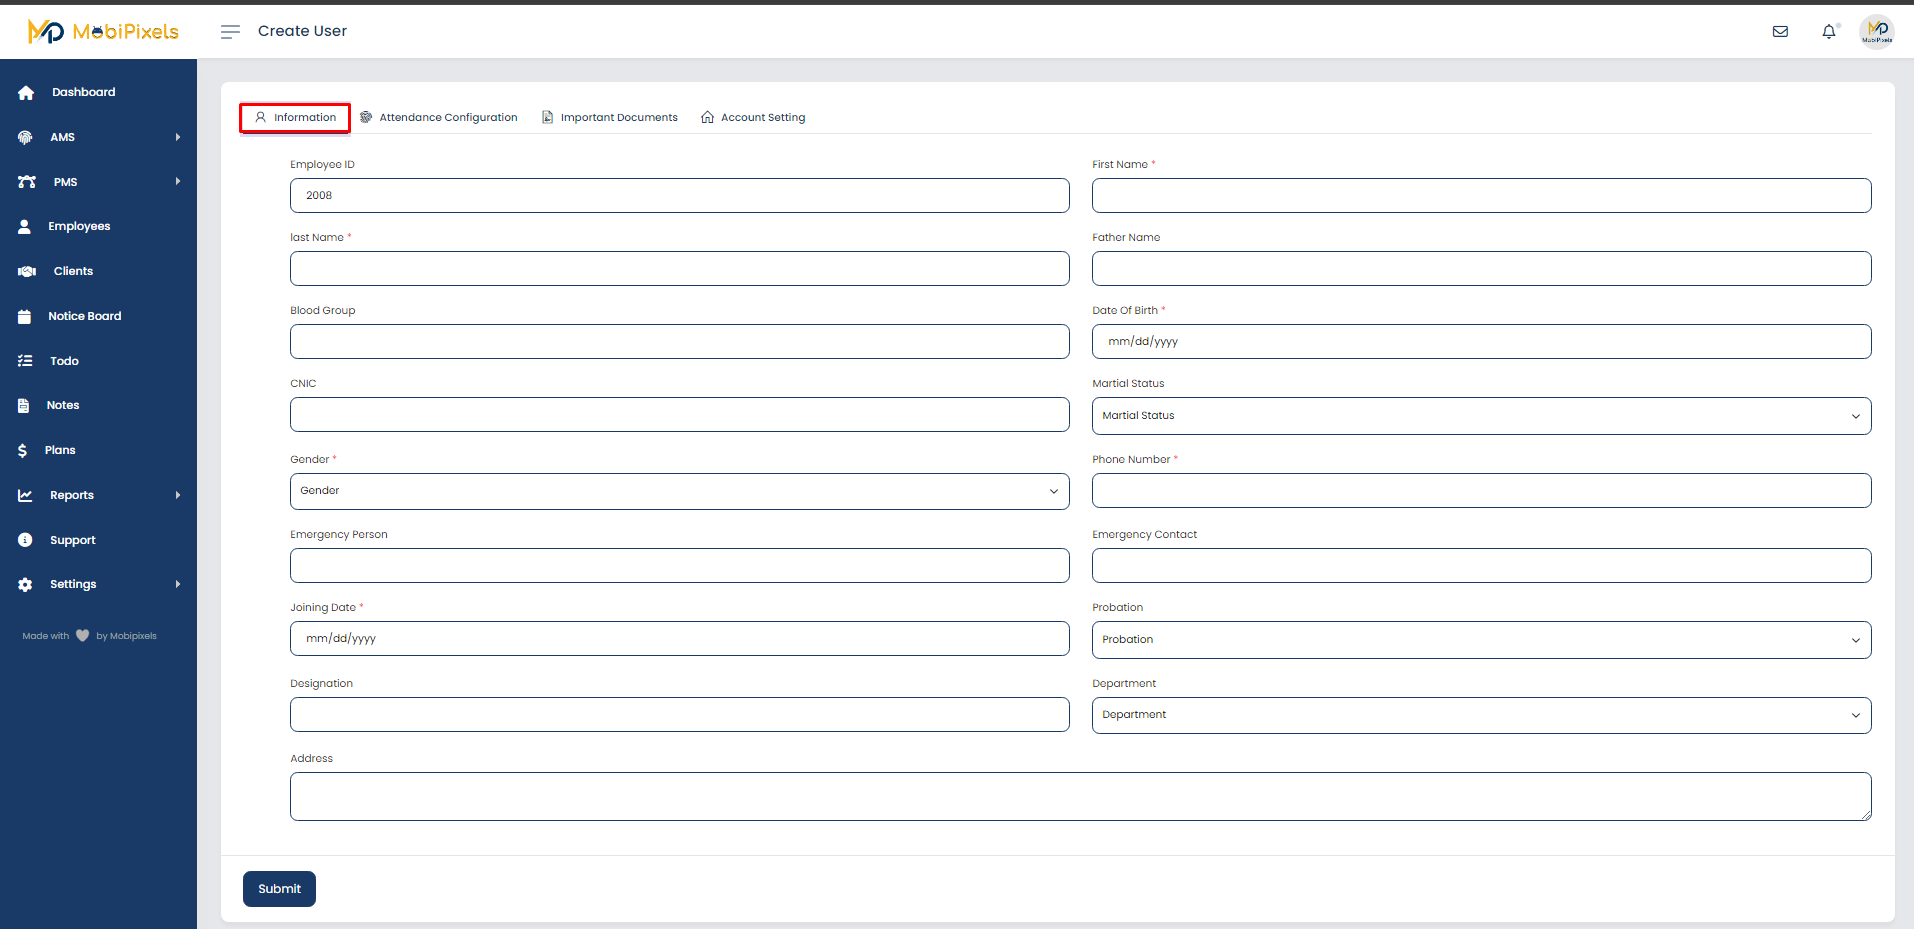 MobiPixels
Create User
MobiPixels
Dashboard
AMS
PMS
Employees
Clients
Notice Board
Todo
Notes
Plans
Reports
Support
Settings
Made with by Mobipixels
Information Attendance Configuration Important Documents Account Setting
Employee ID First Name *
2008
last Name * Father Name
Blood Group Date Of Birth *
mm/dd/yyyy
CNIC Martial Status
Martial Status
Gender * Phone Number *
Gender
Emergency Person Emergency Contact
Joining Date * Probation
mm/dd/yyyy Probation
Designation Department
Department
Address
Submit